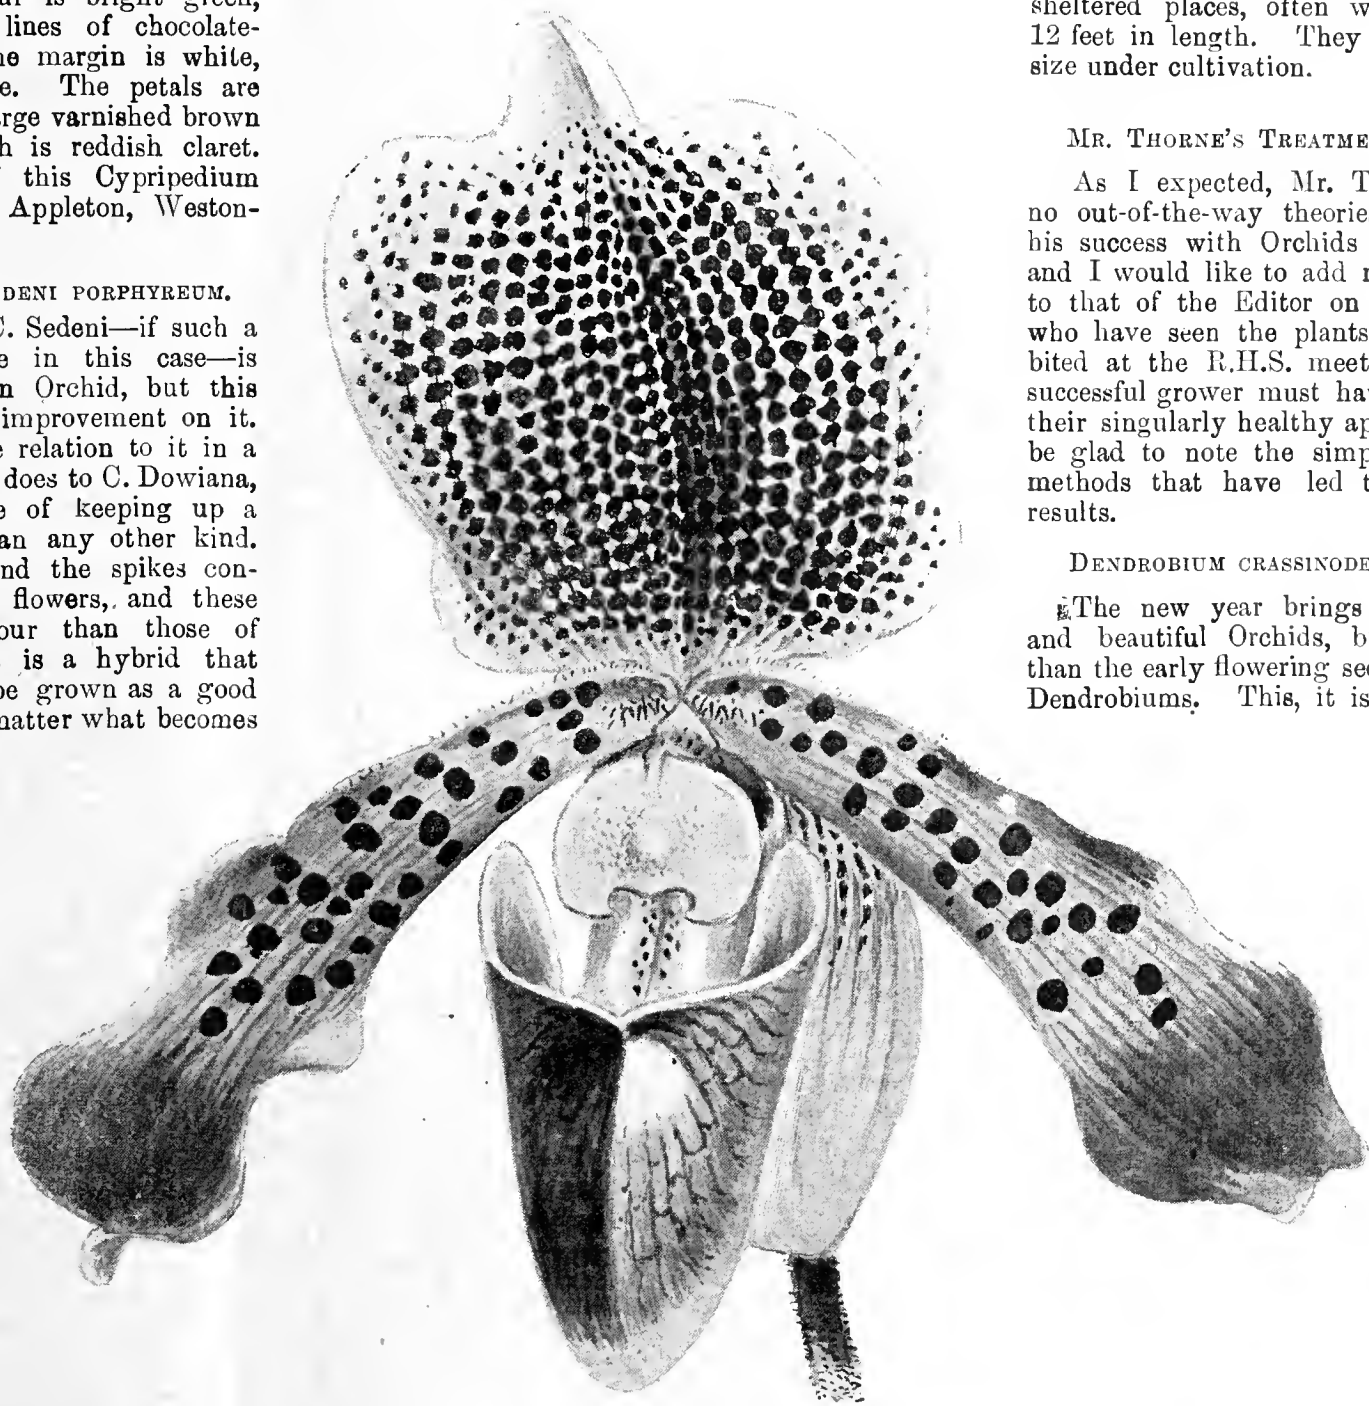 is bright green,
lines of chocolate-
margin is white,
The petals are
varnished brown
is reddish claret.
this Cypripedium
Appleton, Weston-
DENI PORPHYREUM.
C. Sedeni—if such a
in this case—is
Orchid, but this
improvement on it.
relation to it in a
does to C. Dowiana,
of keeping up a
any other kind.
the spikes con-
flowers, and these
than those of
is a hybrid that
grown as a good
matter what becomes
sheltered places, often
12 feet in length. They
size under cultivation.
MR. THORNE'S TREATME
As I expected, Mr. T
no out-of-the-way theorie
his success with Orchids
and I would like to add
to that of the Editor on
who have seen the plants
bited at the R.H.S. meet
successful grower must ha
their singularly healthy ap
be glad to note the simp
methods that have led t
results.
DENDROBIUM CRASSINODE
The new year brings
and beautiful Orchids, b
than the early flowering see
Dendrobiums. This, it is